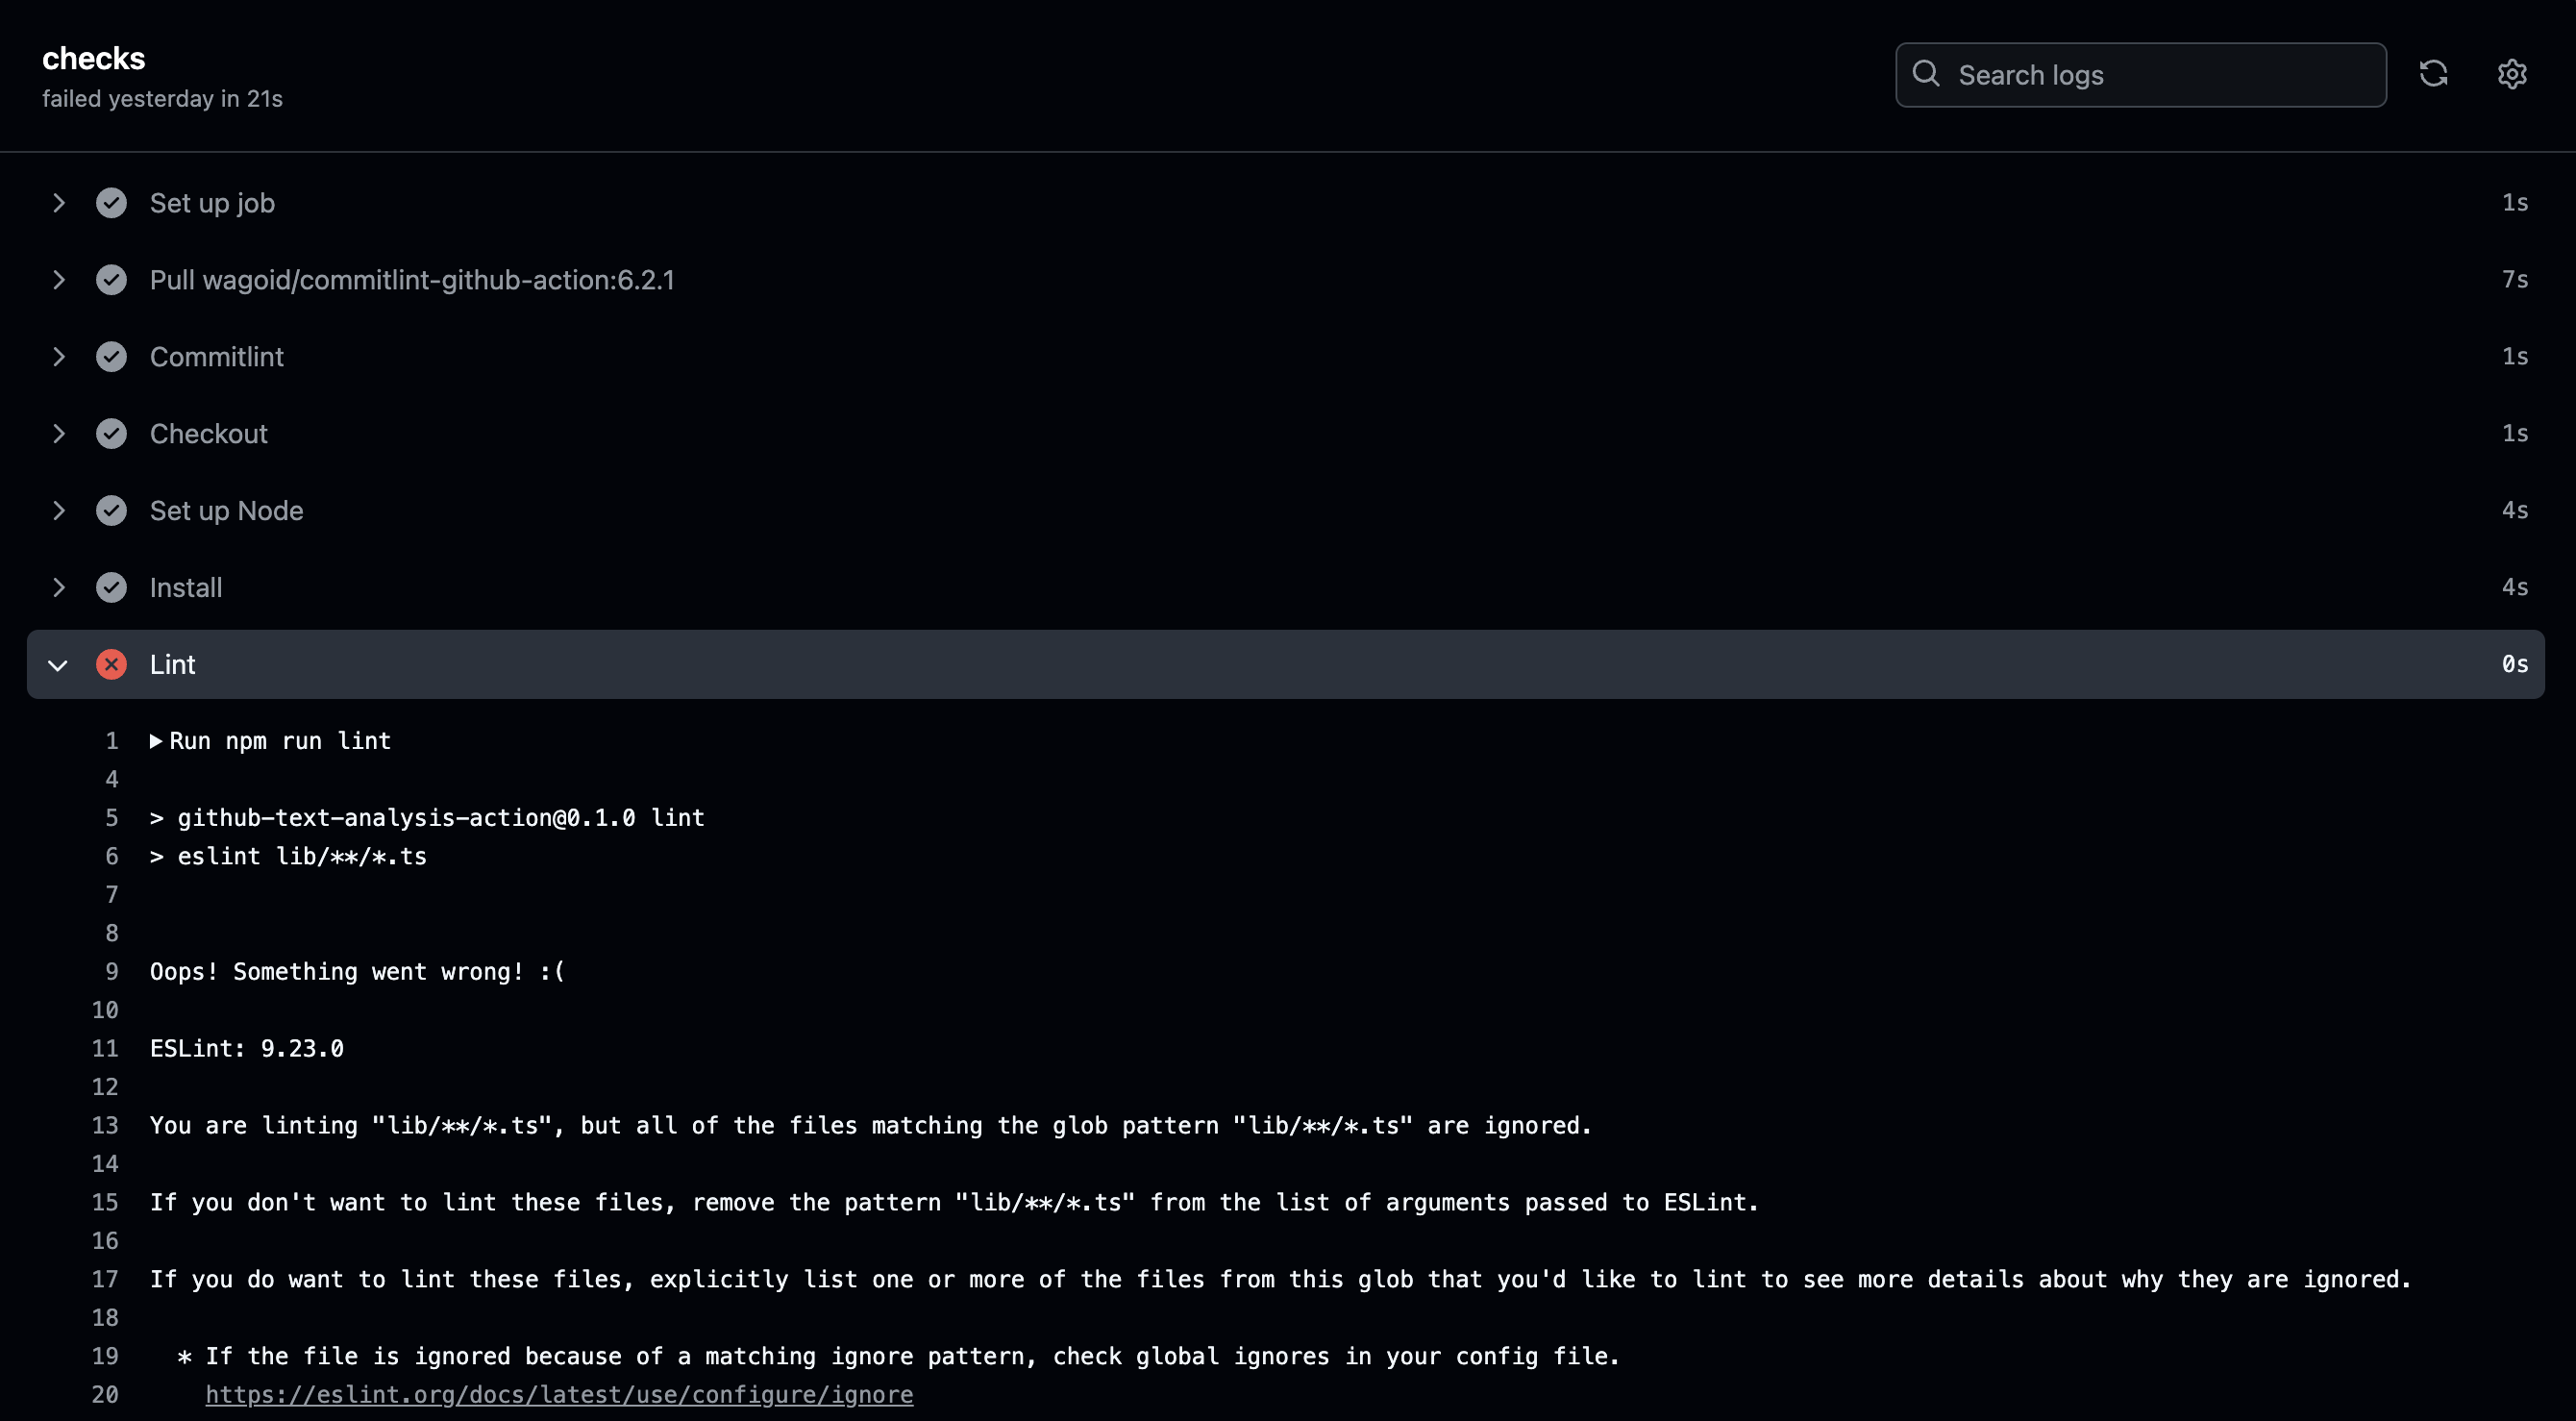 checks
failed yesterday in 21s
Search logs
Set up job 1s
Pull wagoid/commitlint-github-action:6.2.1 7s
Commitlint 1s
Checkout 1s
Set up Node 4s
Install 4s
Lint 0s
1 Run npm run lint
4
5 > github-text-analysis-action@0.1.0 lint
6 > eslint lib/**/*.ts
7
8
9 Oops! Something went wrong! :(
10
11 ESLint: 9.23.0
12
13 You are linting "lib/**/*.ts", but all of the files matching the glob pattern "lib/**/*.ts" are ignored.
14
15 If you don't want to lint these files, remove the pattern "lib/**/*.ts" from the list of arguments passed to ESLint.
16
17 If you do want to lint these files, explicitly list one or more of the files from this glob that you'd like to lint to see more details about why they are ignored.
18
19 * If the file is ignored because of a matching ignore pattern, check global ignores in your config file.
20 https://eslint.org/docs/latest/use/configure/ignore